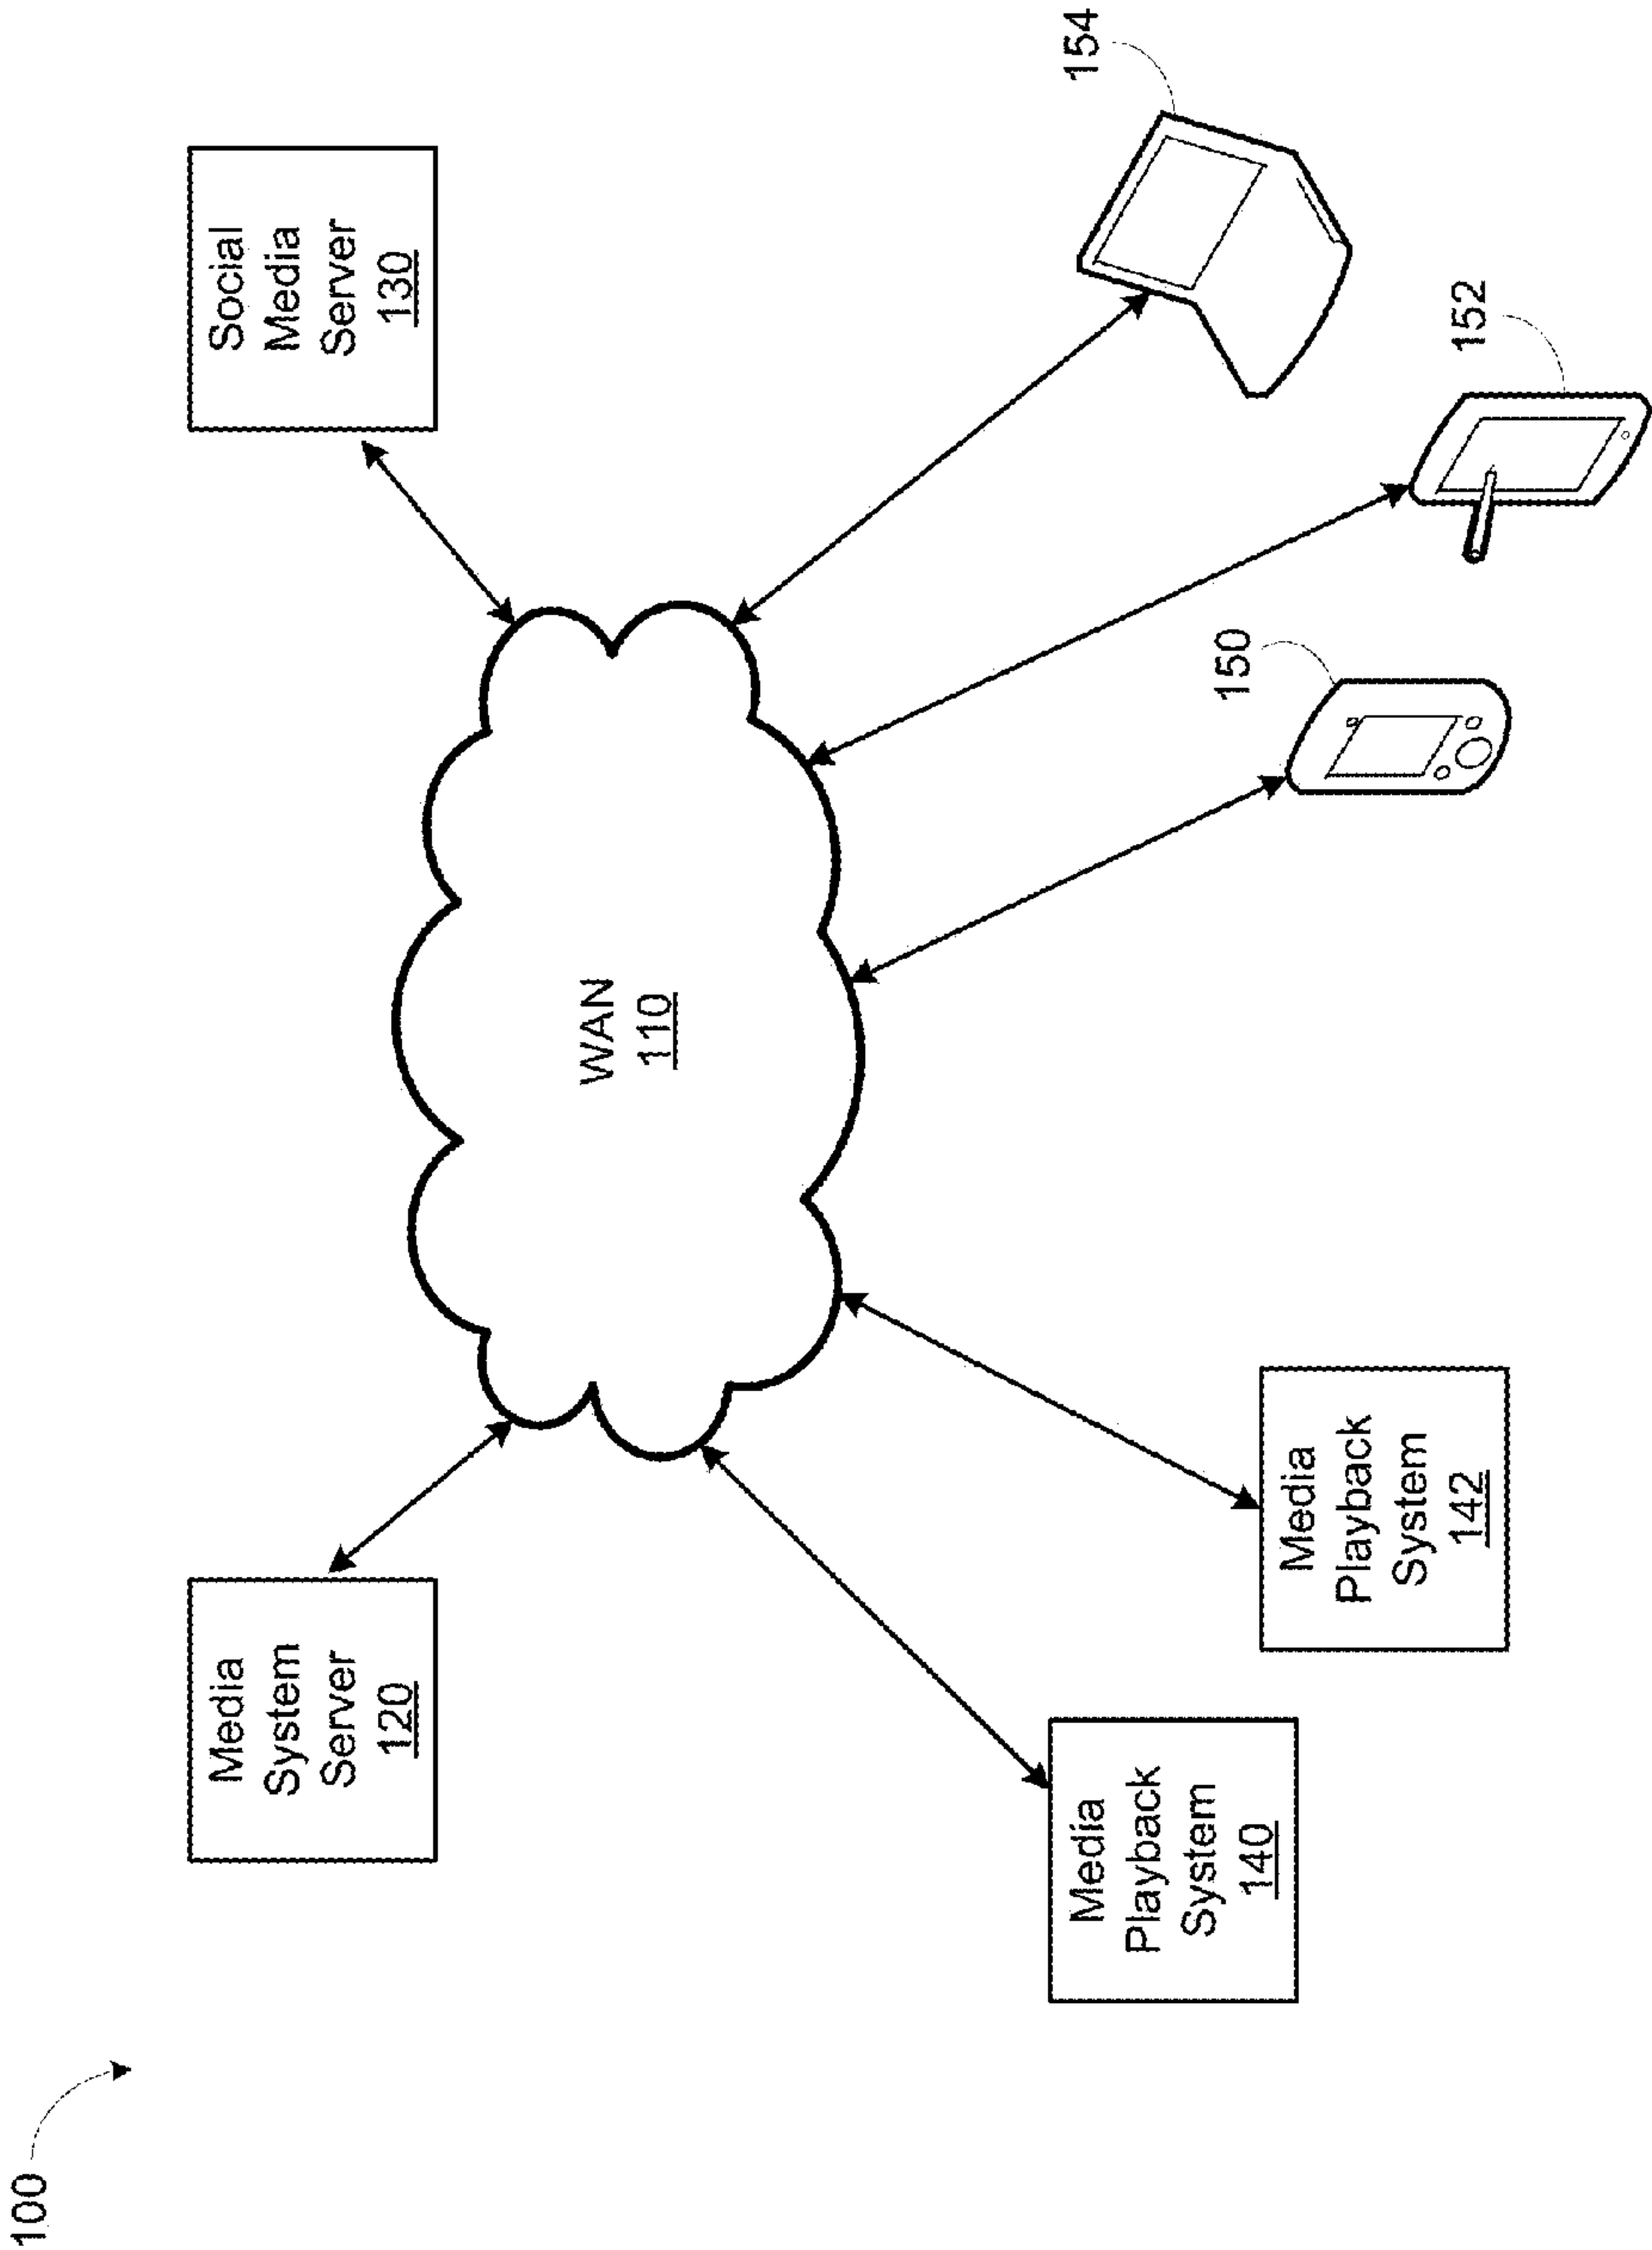 100
Media
System
Server
120
Social
Media
Server
130
WAN
110
Media
Playback
System
140
Media
Playback
System
142
150
152
154